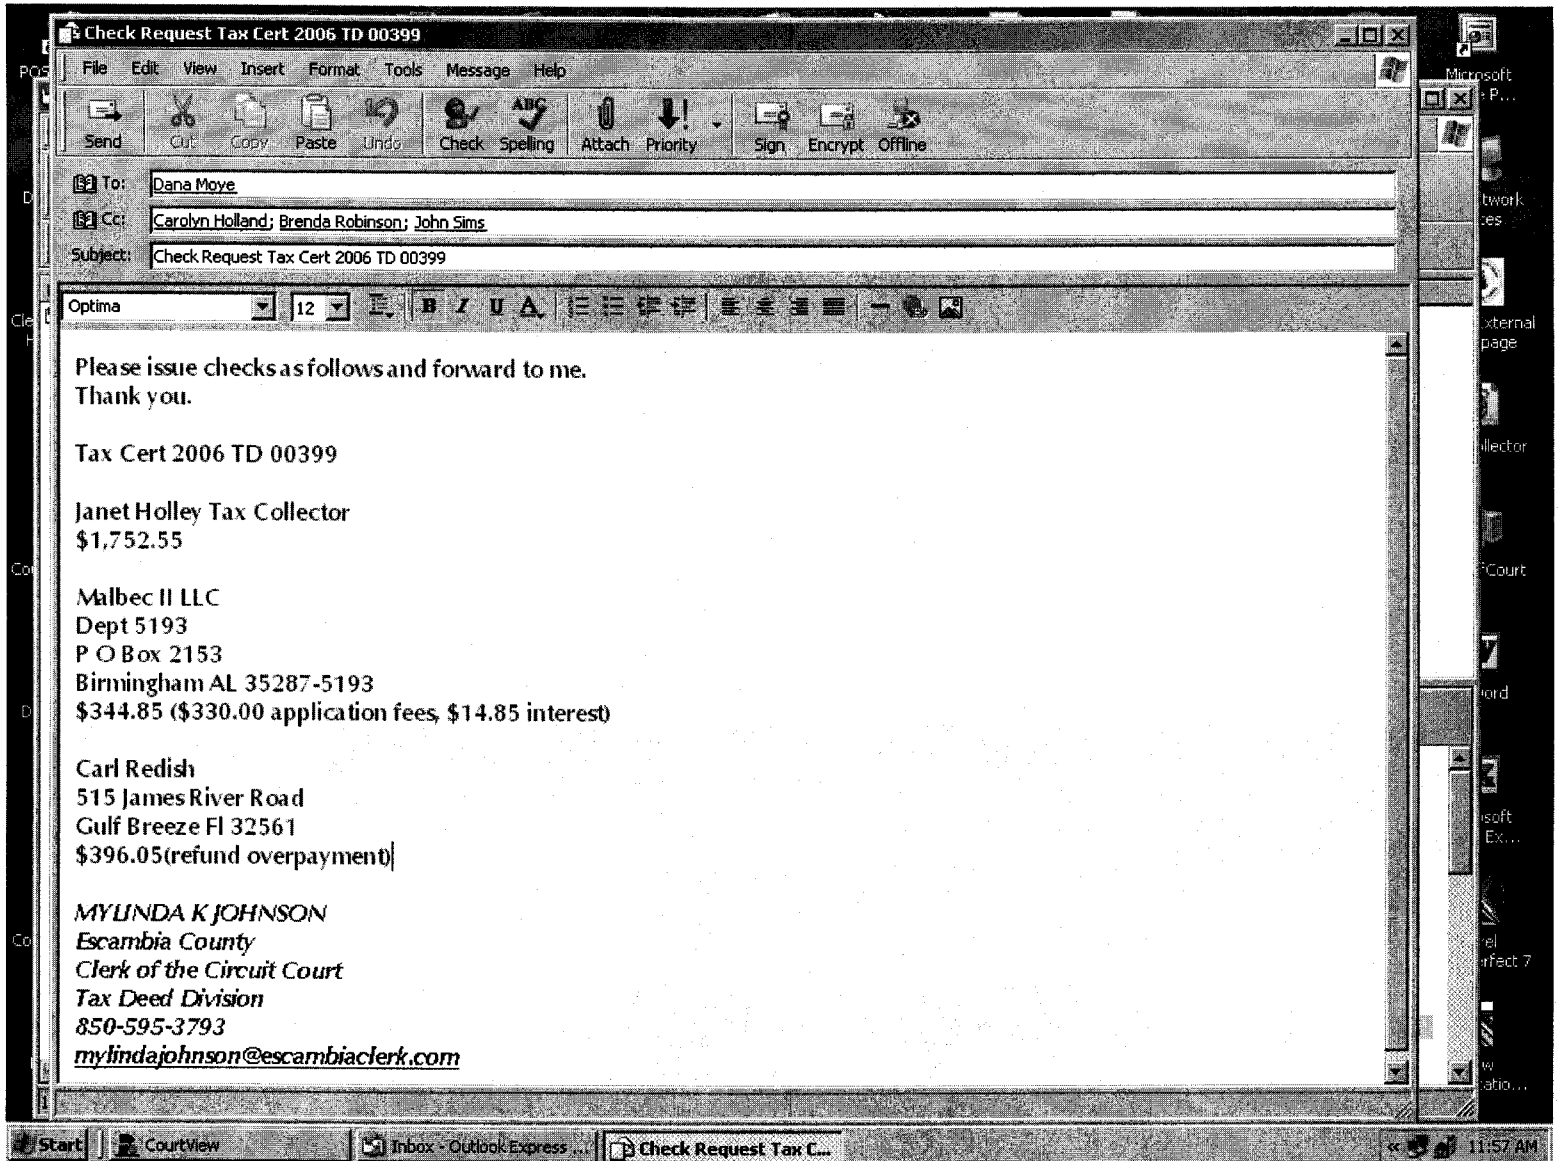 Check Request Tax Cert 2006 TD 00399
File Edit View Insert Format Tools Message Help
Send Cut Copy Paste Undo Check Spelling Attach Priority Sign Encrypt Offline
To: Dana Moye
Cc: Carolyn Holland; Brenda Robinson; John Sims
Subject: Check Request Tax Cert 2006 TD 00399
Optima 12 B I U A
Please issue checks as follows and forward to me.
Thank you.
Tax Cert 2006 TD 00399
Janet Holley Tax Collector
$1,752.55
Malbec II LLC
Dept 5193
P O Box 2153
Birmingham AL 35287-5193
$344.85 ($330.00 application fees, $14.85 interest)
Carl Redish
515 James River Road
Gulf Breeze Fl 32561
$396.05(refund overpayment)
MYLINDA K JOHNSON
Escambia County
Clerk of the Circuit Court
Tax Deed Division
850-595-3793
mylindajohnson@escambiaclerk.com
Microsoft
Start CourtView Inbox - Outlook Express ... Check Request Tax C... « 11:57 AM